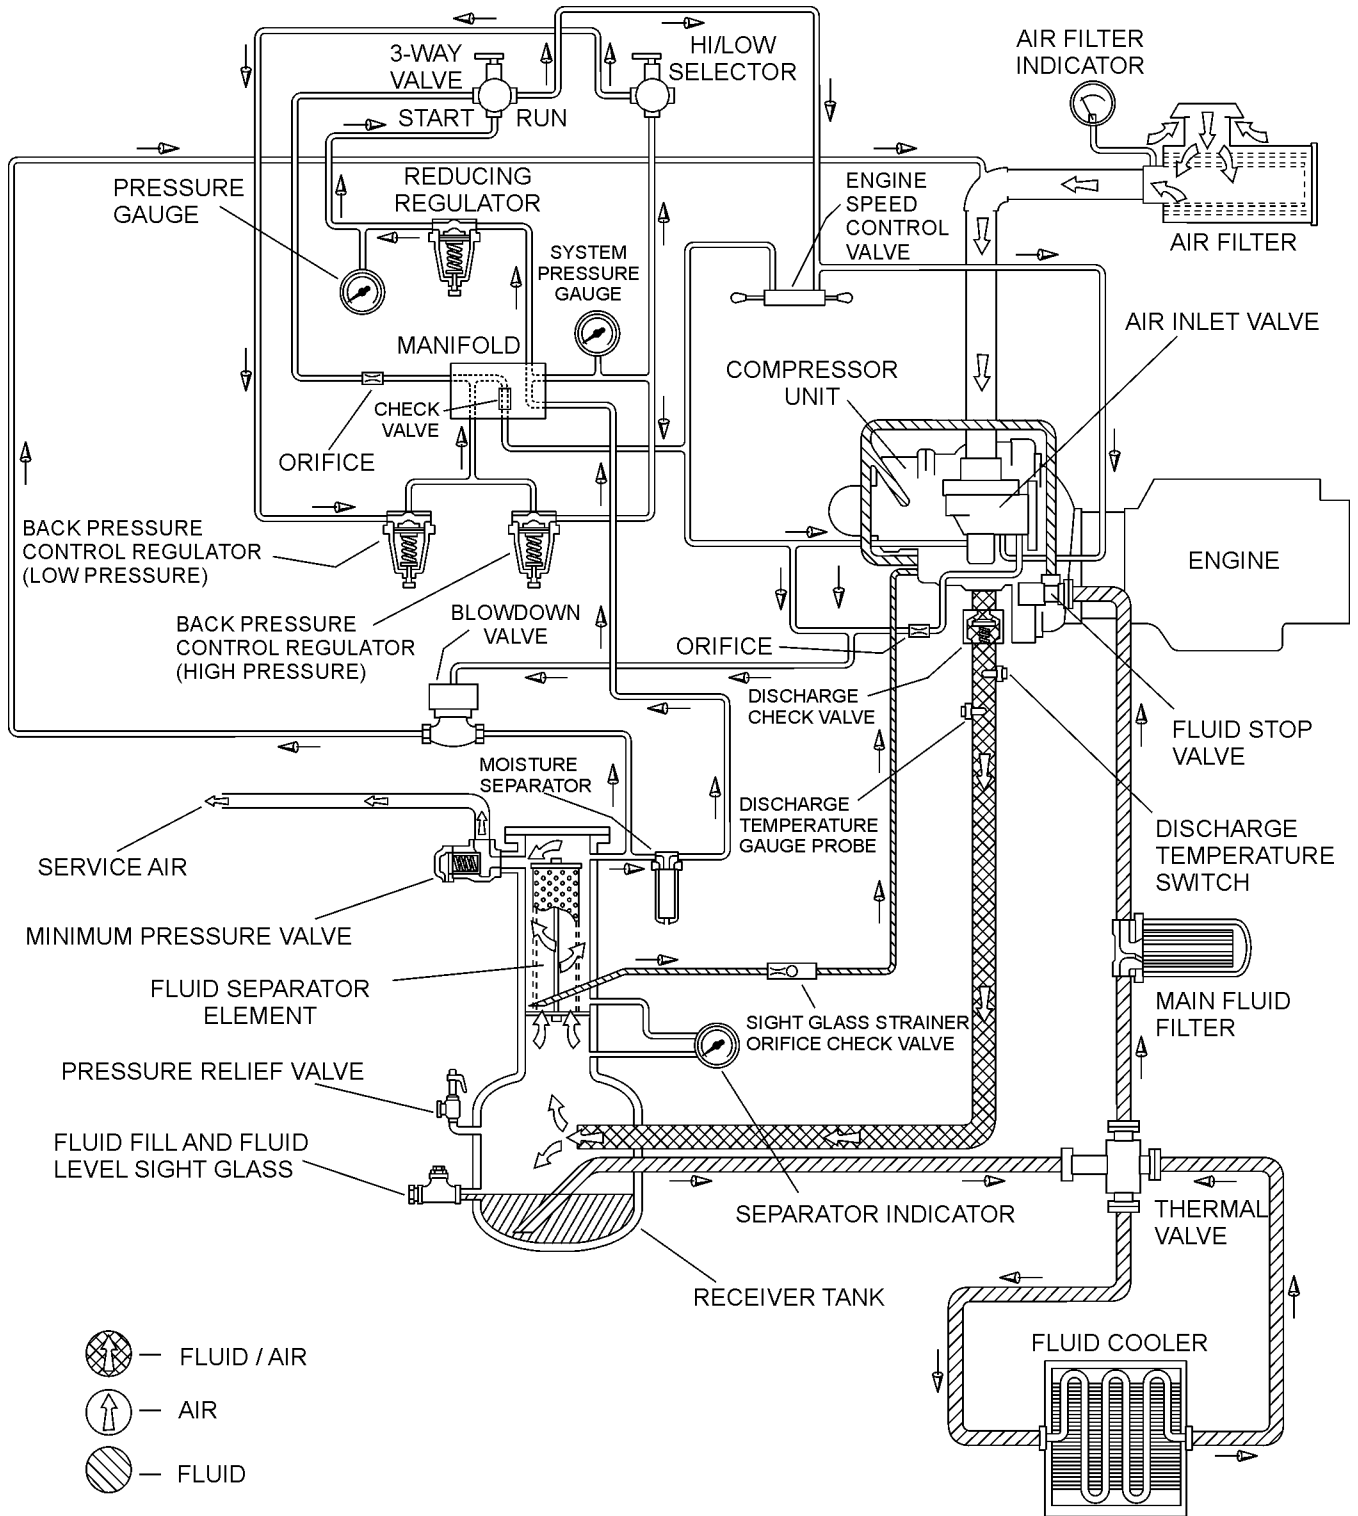 3-WAY
VALVE
START
RUN
HI/LOW
SELECTOR
AIR FILTER
INDICATOR
PRESSURE
GAUGE
REDUCING
REGULATOR
SYSTEM
PRESSURE
GAUGE
ENGINE
SPEED
CONTROL
VALVE
AIR FILTER
MANIFOLD
AIR INLET VALVE
COMPRESSOR
UNIT
CHECK
VALVE
ORIFICE
BACK PRESSURE
CONTROL REGULATOR
(LOW PRESSURE)
ENGINE
BACK PRESSURE
CONTROL REGULATOR
(HIGH PRESSURE)
BLOWDOWN
VALVE
ORIFICE
DISCHARGE
CHECK VALVE
FLUID STOP
VALVE
MOISTURE
SEPARATOR
DISCHARGE
TEMPERATURE
GAUGE PROBE
DISCHARGE
TEMPERATURE
SWITCH
SERVICE AIR
MINIMUM PRESSURE VALVE
FLUID SEPARATOR
ELEMENT
MAIN FLUID
FILTER
SIGHT GLASS STRAINER
ORIFICE CHECK VALVE
PRESSURE RELIEF VALVE
FLUID FILL AND FLUID
LEVEL SIGHT GLASS
SEPARATOR INDICATOR
THERMAL
VALVE
RECEIVER TANK
FLUID COOLER
— FLUID / AIR
— AIR
— FLUID